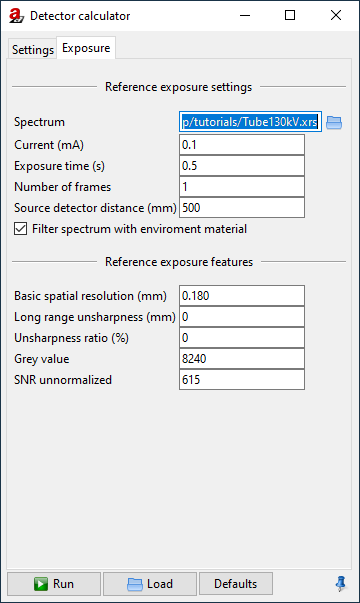 Detector calculator
Settings Exposure
Reference exposure settings
Spectrum p/tutorials/Tube130kV.xrs
Current (mA) 0.1
Exposure time (s) 0.5
Number of frames 1
Source detector distance (mm) 500
Filter spectrum with enviroment material
Reference exposure features
Basic spatial resolution (mm) 0.180
Long range unsharpness (mm) 0
Unsharpness ratio (%) 0
Grey value 8240
SNR unnormalized 615
Run Load Defaults